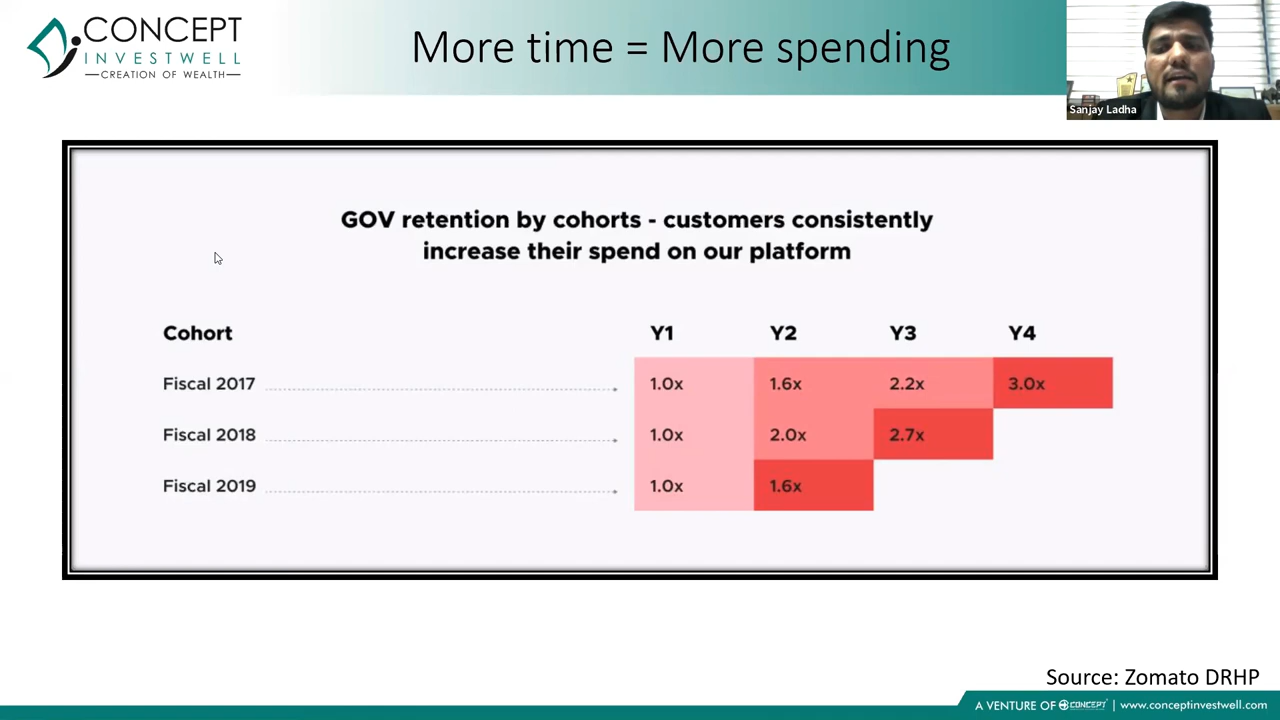 CONCEPT
INVESTWELL
CREATION OF WEALTH
More time = More spending
Sanjay Ladha
GOV retention by cohorts - customers consistently
increase their spend on our platform
Cohort Y1 Y2 Y3 Y4
Fiscal 2017 1.0x 1.6x 2.2x 3.0x
Fiscal 2018 1.0x 2.0x 2.7x
Fiscal 2019 1.0x 1.6x
Source: Zomato DRHP
A VENTURE OF CONCEPT | www.conceptinvestwell.com